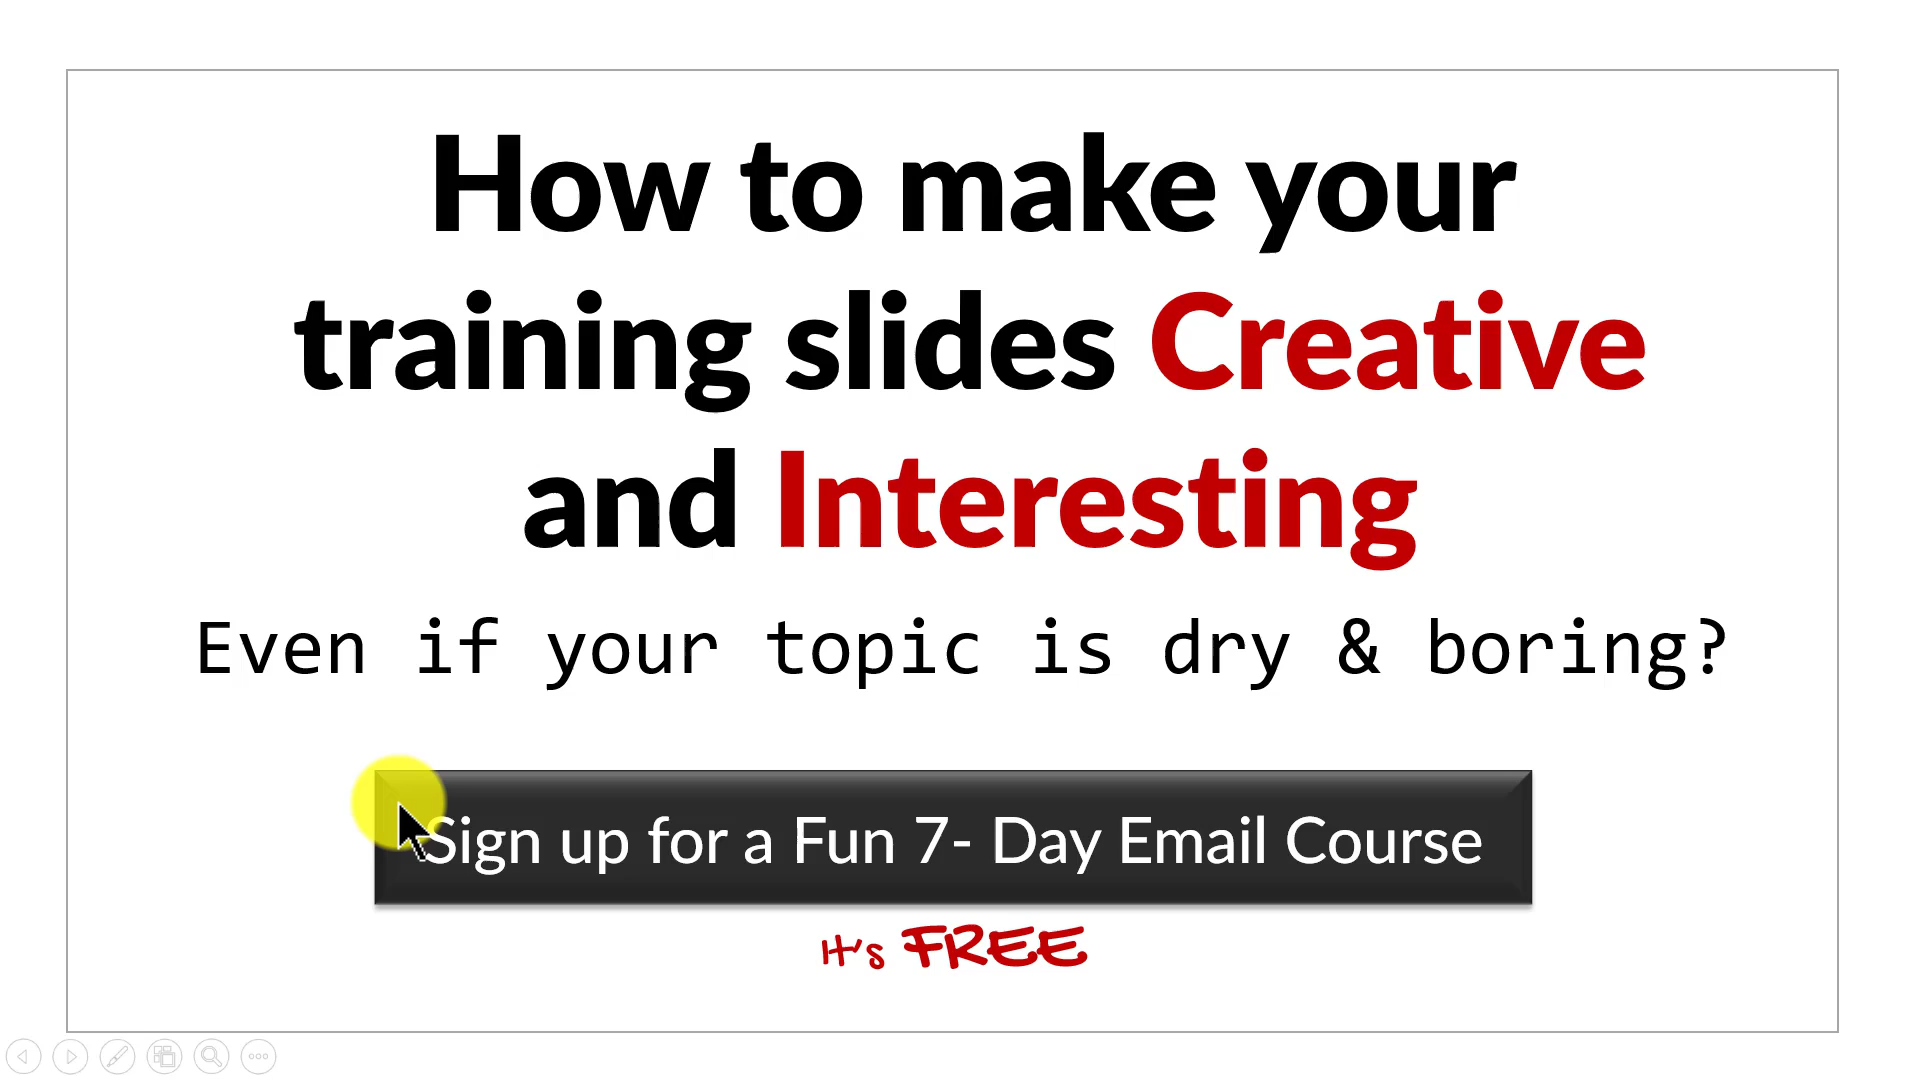 How to make your
training slides Creative
and Interesting
Even if your topic is dry & boring?
Sign up for a Fun 7- Day Email Course
It's FREE